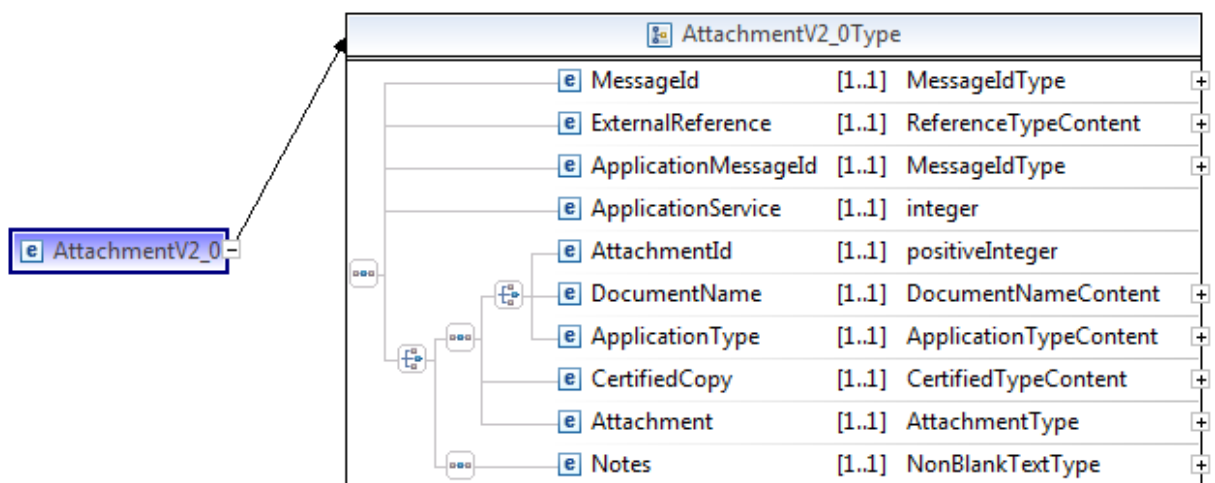 AttachmentV2_0Type
e MessageId [1..1] MessageIdType
e ExternalReference [1..1] ReferenceTypeContent
e ApplicationMessageId [1..1] MessageIdType
e ApplicationService [1..1] integer
e AttachmentV2_0
e AttachmentId [1..1] positiveInteger
e DocumentName [1..1] DocumentNameContent
e ApplicationType [1..1] ApplicationTypeContent
e CertifiedCopy [1..1] CertifiedTypeContent
e Attachment [1..1] AttachmentType
e Notes [1..1] NonBlankTextType